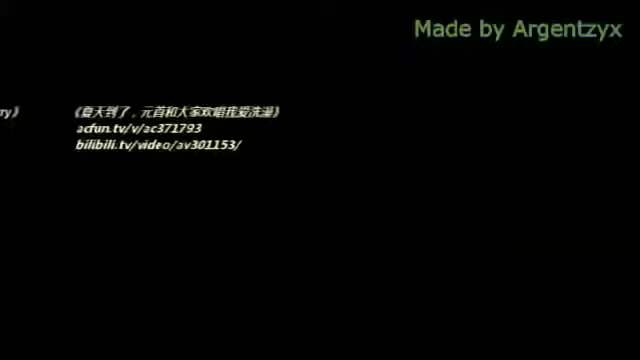 Made by Argentzyx
ry》
《夏天到了，元首和大家欢唱我爱洗澡》
acfun.tv/v/ac371793
bilibili.tv/video/av301153/